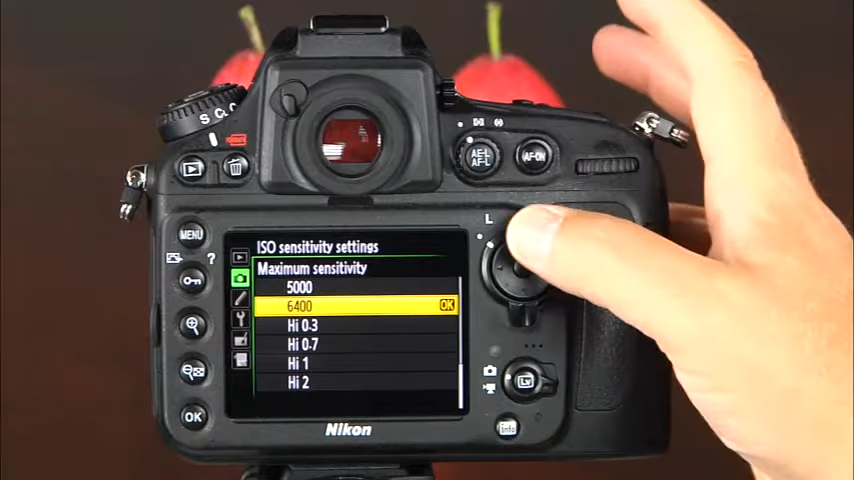 S CL
AE-L
AF-L
AF-ON
L
MENU
?
ISO sensitivity settings
Maximum sensitivity
5000
6400 OK
Hi 0.3
Hi 0.7
Hi 1
Hi 2
Lv
OK
Nikon
info